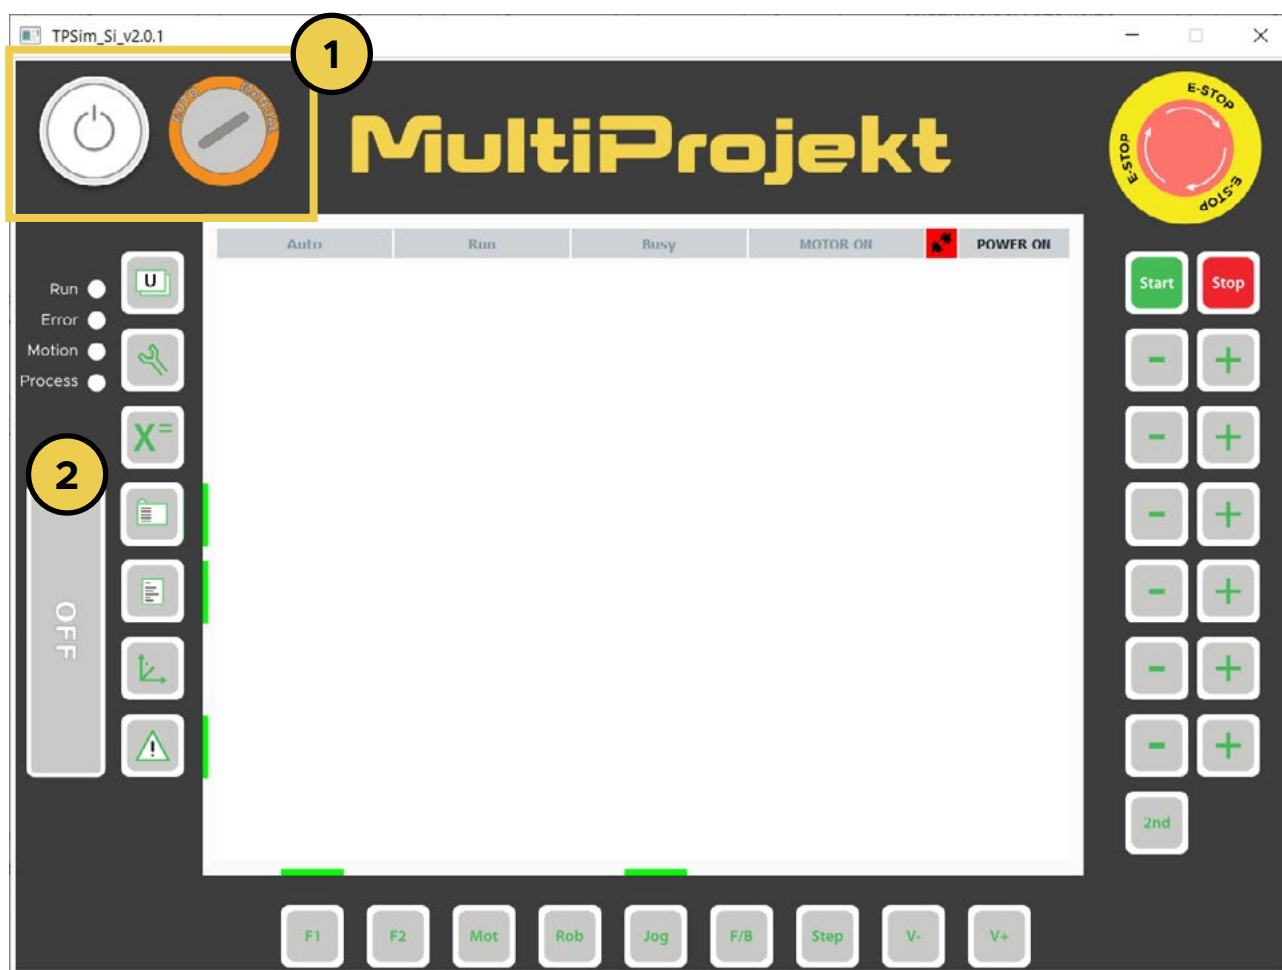 TPSim_Si_v2.0.1
1
AUTO MANUAL
MultiProjekt
E-STOP
E-STOP
E-STOP
Auto Run Busy MOTOR ON POWER ON
Run
Error
Motion
Process
U
Start Stop
- +
X=
- +
2
- +
- +
OFF
- +
!
- +
2nd
F1 F2 Mot Rob Jog F/B Step V- V+